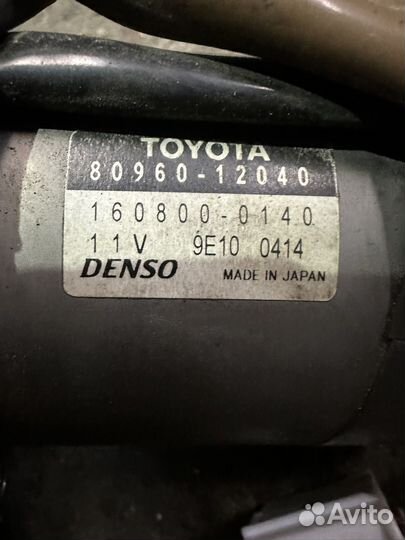 TOYOTA
80960-12040
160800-0140
11V 9E10 0414
DENSO MADE IN JAPAN
Avito